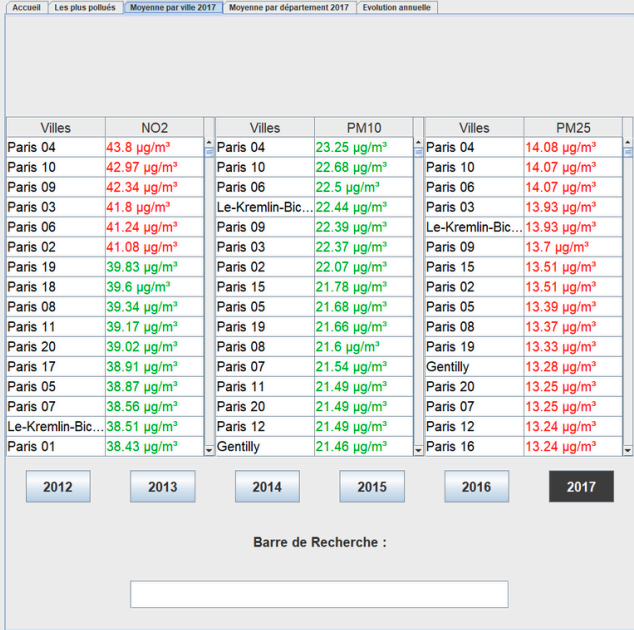 Accueil Les plus pollués Moyenne par ville 2017 Moyenne par département 2017 Evolution annuelle
Villes NO2 Villes PM10 Villes PM25
Paris 04 43.8 µg/m³ Paris 04 23.25 µg/m³ Paris 04 14.08 µg/m³
Paris 10 42.97 µg/m³ Paris 10 22.68 µg/m³ Paris 10 14.07 µg/m³
Paris 09 42.34 µg/m³ Paris 06 22.5 µg/m³ Paris 06 14.07 µg/m³
Paris 03 41.8 µg/m³ Le-Kremlin-Bic... 22.44 µg/m³ Paris 03 13.93 µg/m³
Paris 06 41.24 µg/m³ Paris 09 22.39 µg/m³ Le-Kremlin-Bic... 13.93 µg/m³
Paris 02 41.08 µg/m³ Paris 03 22.37 µg/m³ Paris 09 13.7 µg/m³
Paris 19 39.83 µg/m³ Paris 02 22.07 µg/m³ Paris 15 13.51 µg/m³
Paris 18 39.6 µg/m³ Paris 15 21.78 µg/m³ Paris 02 13.51 µg/m³
Paris 08 39.34 µg/m³ Paris 05 21.68 µg/m³ Paris 05 13.39 µg/m³
Paris 11 39.17 µg/m³ Paris 19 21.66 µg/m³ Paris 08 13.37 µg/m³
Paris 20 39.02 µg/m³ Paris 08 21.6 µg/m³ Paris 19 13.33 µg/m³
Paris 17 38.91 µg/m³ Paris 07 21.54 µg/m³ Gentilly 13.28 µg/m³
Paris 05 38.87 µg/m³ Paris 11 21.49 µg/m³ Paris 20 13.25 µg/m³
Paris 07 38.56 µg/m³ Paris 20 21.49 µg/m³ Paris 07 13.25 µg/m³
Le-Kremlin-Bic... 38.51 µg/m³ Paris 12 21.49 µg/m³ Paris 12 13.24 µg/m³
Paris 01 38.43 µg/m³ Gentilly 21.46 µg/m³ Paris 16 13.24 µg/m³
2012 2013 2014 2015 2016 2017
Barre de Recherche :